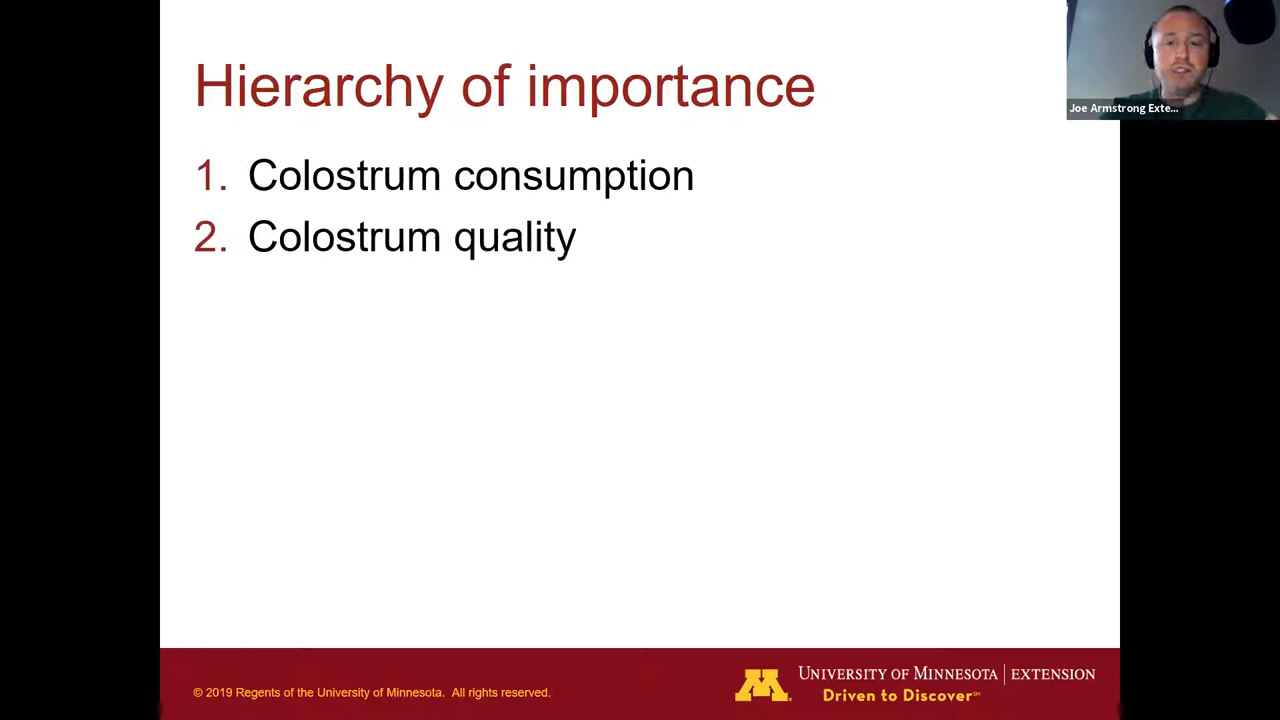 Hierarchy of importance
Joe Armstrong Exte...
1. Colostrum consumption
2. Colostrum quality
© 2019 Regents of the University of Minnesota. All rights reserved.
M
UNIVERSITY OF MINNESOTA | EXTENSION
Driven to Discover℠